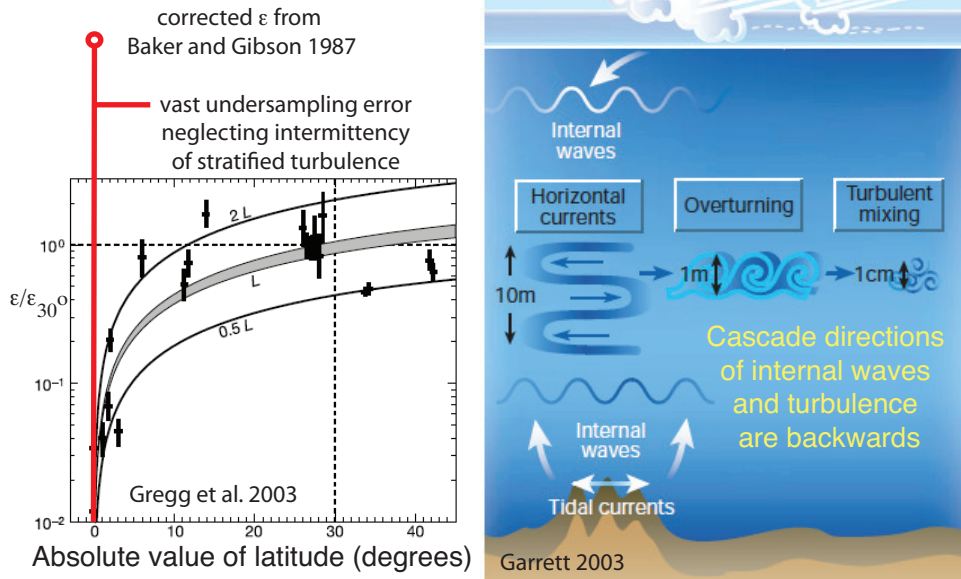 corrected ε from
Baker and Gibson 1987
vast undersampling error
neglecting intermittency
of stratified turbulence
2 L
L
0.5 L
10⁰
ε/ε30°
10⁻¹
10⁻²
Gregg et al. 2003
0 10 20 30 40
Absolute value of latitude (degrees)
Internal
waves
Horizontal
currents
Overturning
Turbulent
mixing
10m
1m
1cm
Cascade directions
of internal waves
and turbulence
are backwards
Internal
waves
Tidal currents
Garrett 2003